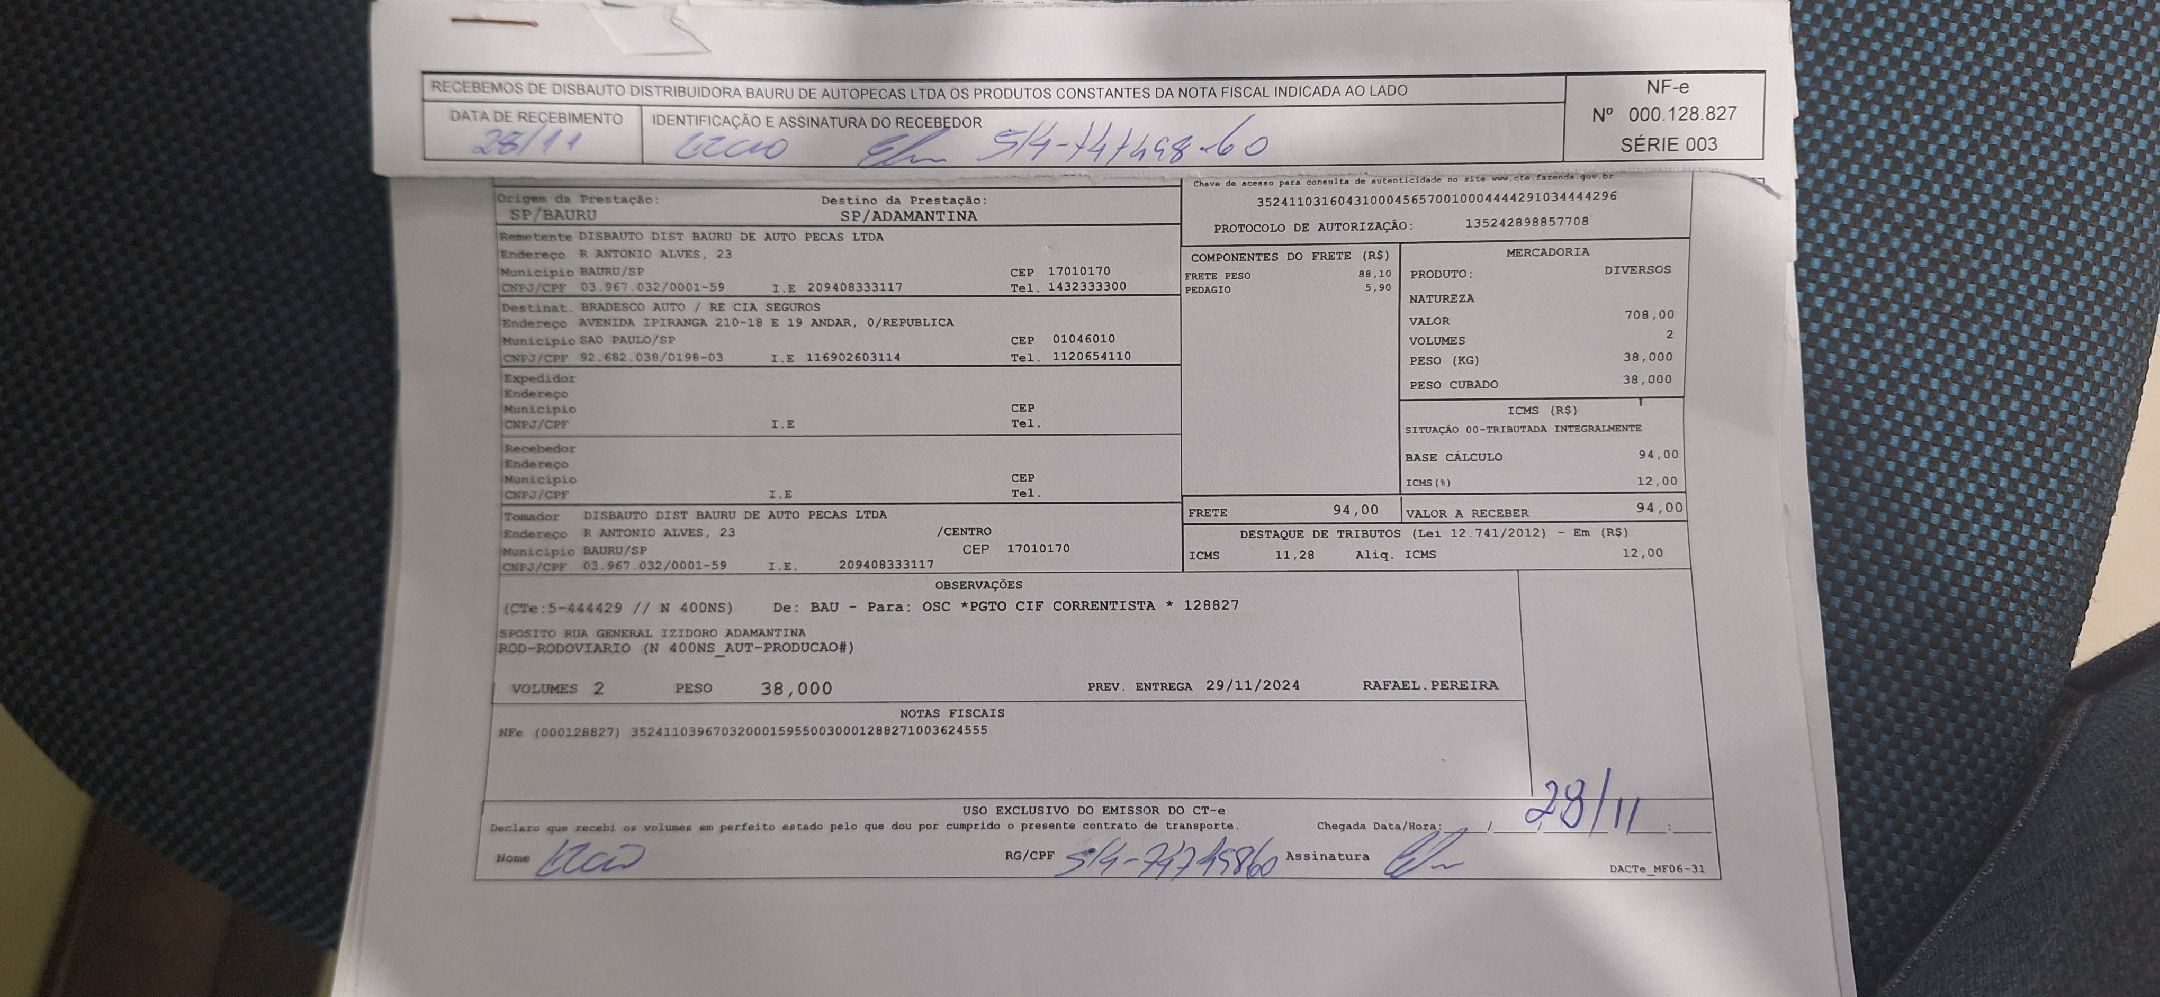 RECEBEMOS DE DISBAUTO DISTRIBUIDORA BAURU DE AUTOPECAS LTDA OS PRODUTOS CONSTANTES DA NOTA FISCAL INDICADA AO LADO
NF-e
Nº 000.128.827
SÉRIE 003
DATA DE RECEBIMENTO
28/11
IDENTIFICAÇÃO E ASSINATURA DO RECEBEDOR
Chave de acesso para consulta de autenticidade no site www.cte.fazenda.gov.br
35241103160431000456570010004444291034444296
PROTOCOLO DE AUTORIZAÇÃO: 135242898857708
Origem da Prestação: Destino da Prestação:
SP/BAURU SP/ADAMANTINA
Remetente DISBAUTO DIST BAURU DE AUTO PECAS LTDA
Endereço R ANTONIO ALVES, 23
Município BAURU/SP CEP 17010170
CNPJ/CPF 03.967.032/0001-59 I.E 209408333117 Tel. 1432333300
Destinat. BRADESCO AUTO / RE CIA SEGUROS
Endereço AVENIDA IPIRANGA 210-18 E 19 ANDAR, 0/REPUBLICA
Município SAO PAULO/SP CEP 01046010
CNPJ/CPF 92.682.038/0198-03 I.E 116902603114 Tel. 1120654110
Expedidor
Endereço
Município CEP
CNPJ/CPF I.E Tel.
Recebedor
Endereço
Município CEP
CNPJ/CPF I.E Tel.
Tomador DISBAUTO DIST BAURU DE AUTO PECAS LTDA
Endereço R ANTONIO ALVES, 23 /CENTRO
Município BAURU/SP CEP 17010170
CNPJ/CPF 03.967.032/0001-59 I.E. 209408333117
COMPONENTES DO FRETE (R$)
FRETE PESO 88,10
PEDAGIO 5,90
MERCADORIA
PRODUTO: DIVERSOS
NATUREZA
VALOR 708,00
VOLUMES 2
PESO (KG) 38,000
PESO CUBADO 38,000
ICMS (R$)
SITUAÇÃO 00-TRIBUTADA INTEGRALMENTE
BASE CÁLCULO 94,00
ICMS(%) 12,00
FRETE 94,00 VALOR A RECEBER 94,00
DESTAQUE DE TRIBUTOS (Lei 12.741/2012) - Em (R$)
ICMS 11,28 Aliq. ICMS 12,00
OBSERVAÇÕES
(CTe:5-444429 // N 400NS) De: BAU - Para: OSC *PGTO CIF CORRENTISTA * 128827
SPOSITO RUA GENERAL IZIDORO ADAMANTINA
ROD-RODOVIARIO (N 400NS_AUT-PRODUCAO#)
VOLUMES 2 PESO 38,000 PREV. ENTREGA 29/11/2024 RAFAEL.PEREIRA
NOTAS FISCAIS
NFe (000128827) 35241103967032000159550030001288271003624555
USO EXCLUSIVO DO EMISSOR DO CT-e
Declaro que recebi os volumes em perfeito estado pelo que dou por cumprido o presente contrato de transporte. Chegada Data/Hora: 28/11
Nome RG/CPF Assinatura
DACTe_MF06-31